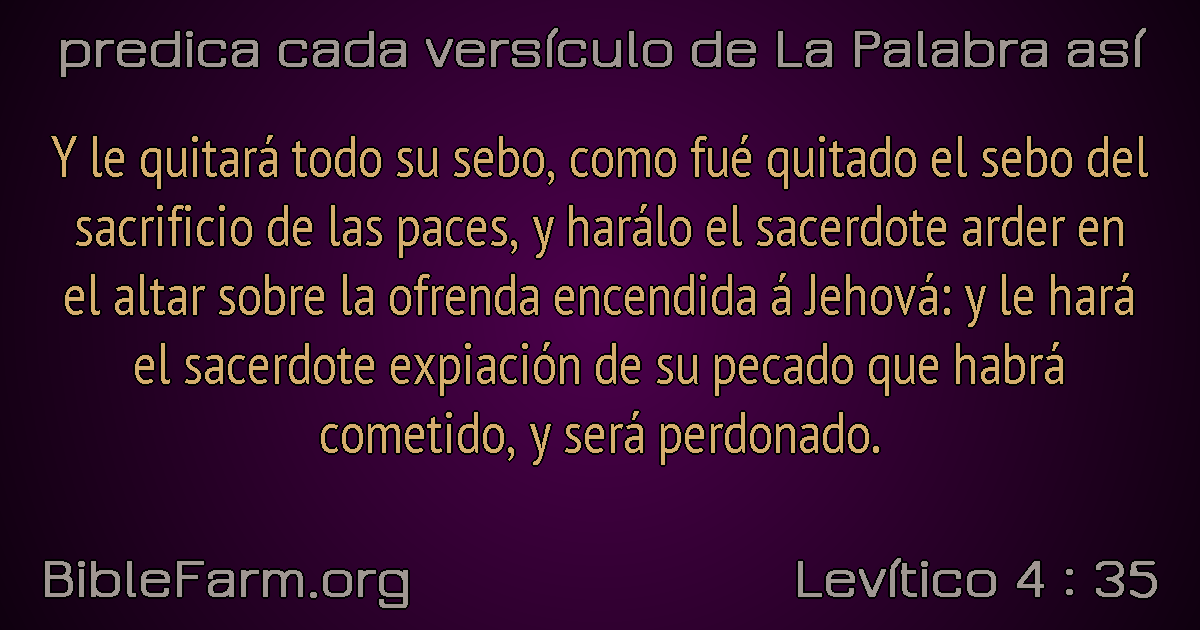 predica cada versículo de La Palabra así
Y le quitará todo su sebo, como fué quitado el sebo del
sacrificio de las paces, y harálo el sacerdote arder en
el altar sobre la ofrenda encendida á Jehová: y le hará
el sacerdote expiación de su pecado que habrá
cometido, y será perdonado.
BibleFarm.org
Levítico 4 : 35